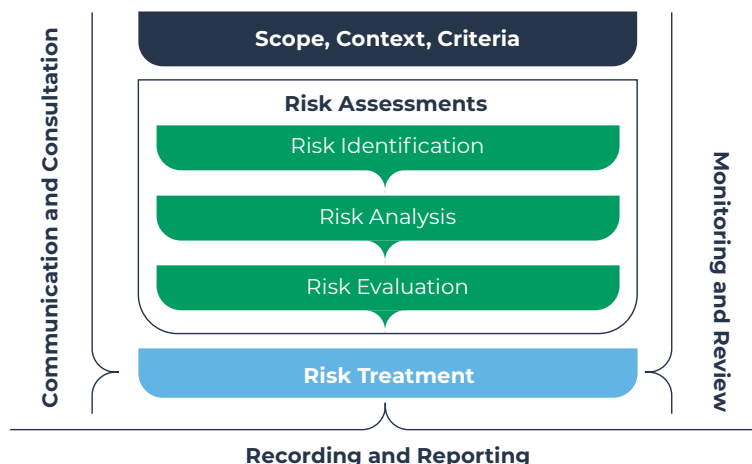 Scope, Context, Criteria
Risk Assessments
Risk Identification
Risk Analysis
Risk Evaluation
Risk Treatment
Communication and Consultation
Monitoring and Review
Recording and Reporting